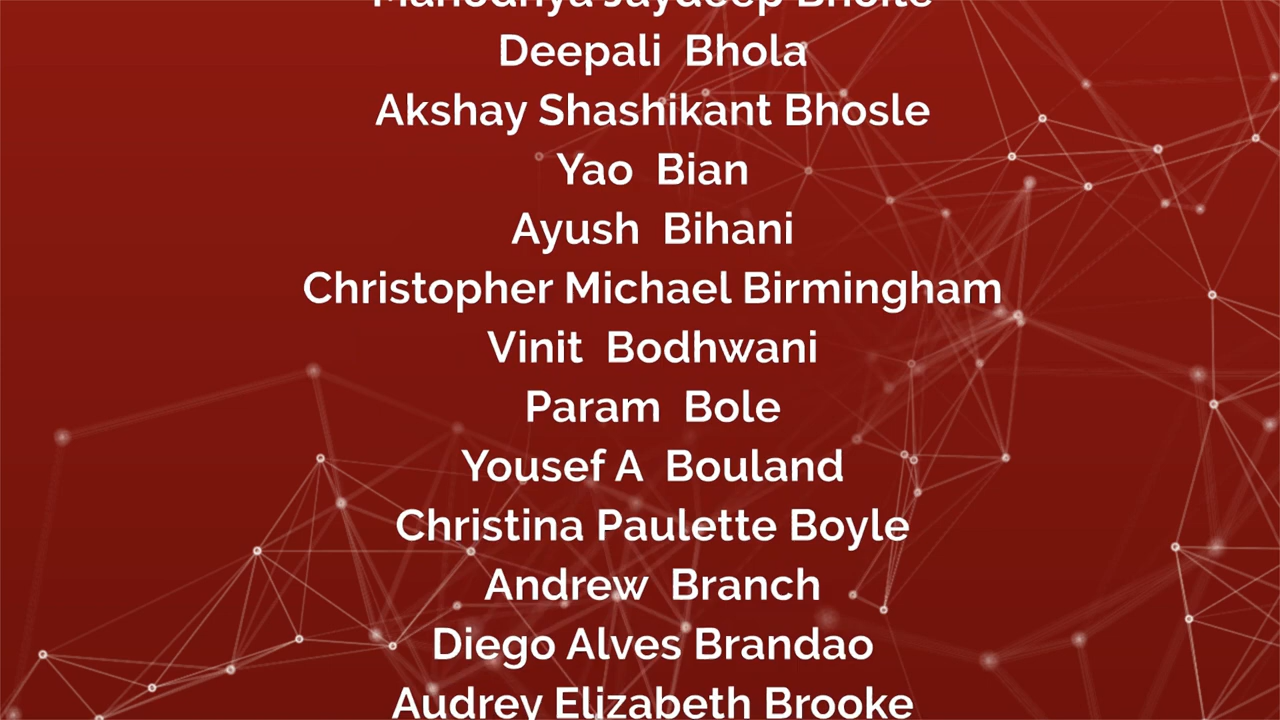 Jaydeep
Deepali Bhola
Akshay Shashikant Bhosle
Yao Bian
Ayush Bihani
Christopher Michael Birmingham
Vinit Bodhwani
Param Bole
Yousef A Bouland
Christina Paulette Boyle
Andrew Branch
Diego Alves Brandao
Audrey Elizabeth Brooke